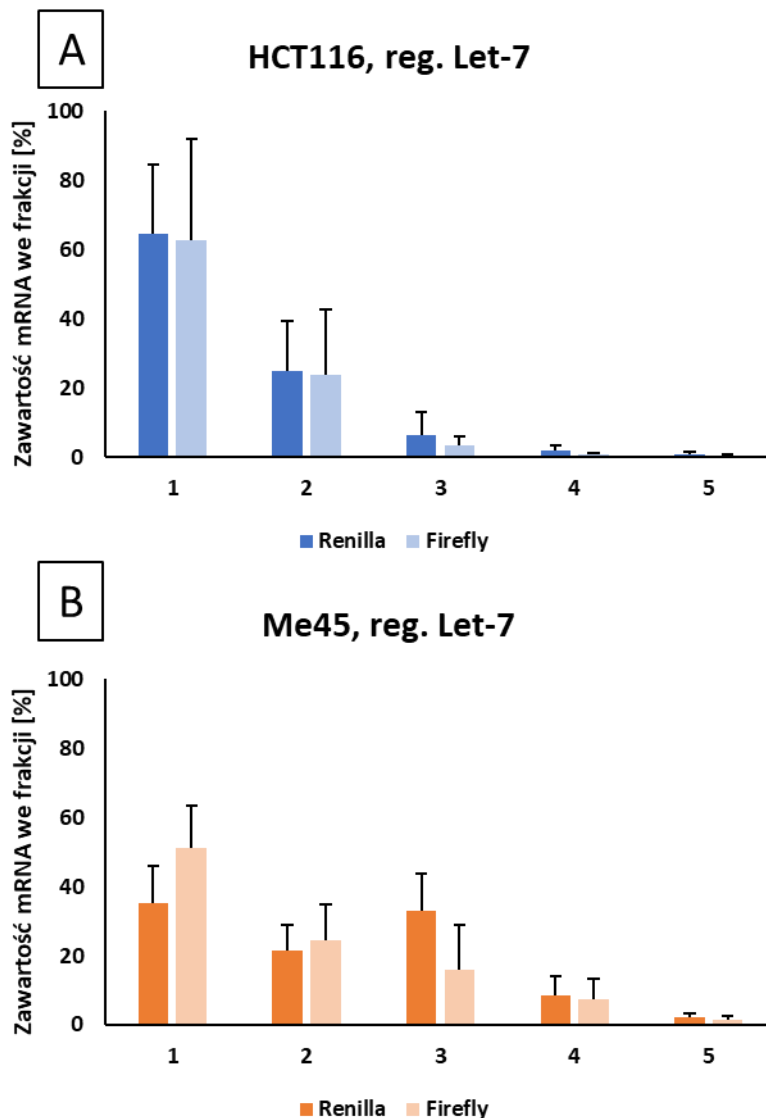 A
HCT116, reg. Let-7
Zawartość mRNA we frakcji [%]
100
80
60
40
20
0
1 2 3 4 5
Renilla Firefly
B
Me45, reg. Let-7
Zawartość mRNA we frakcji [%]
100
80
60
40
20
0
1 2 3 4 5
Renilla Firefly